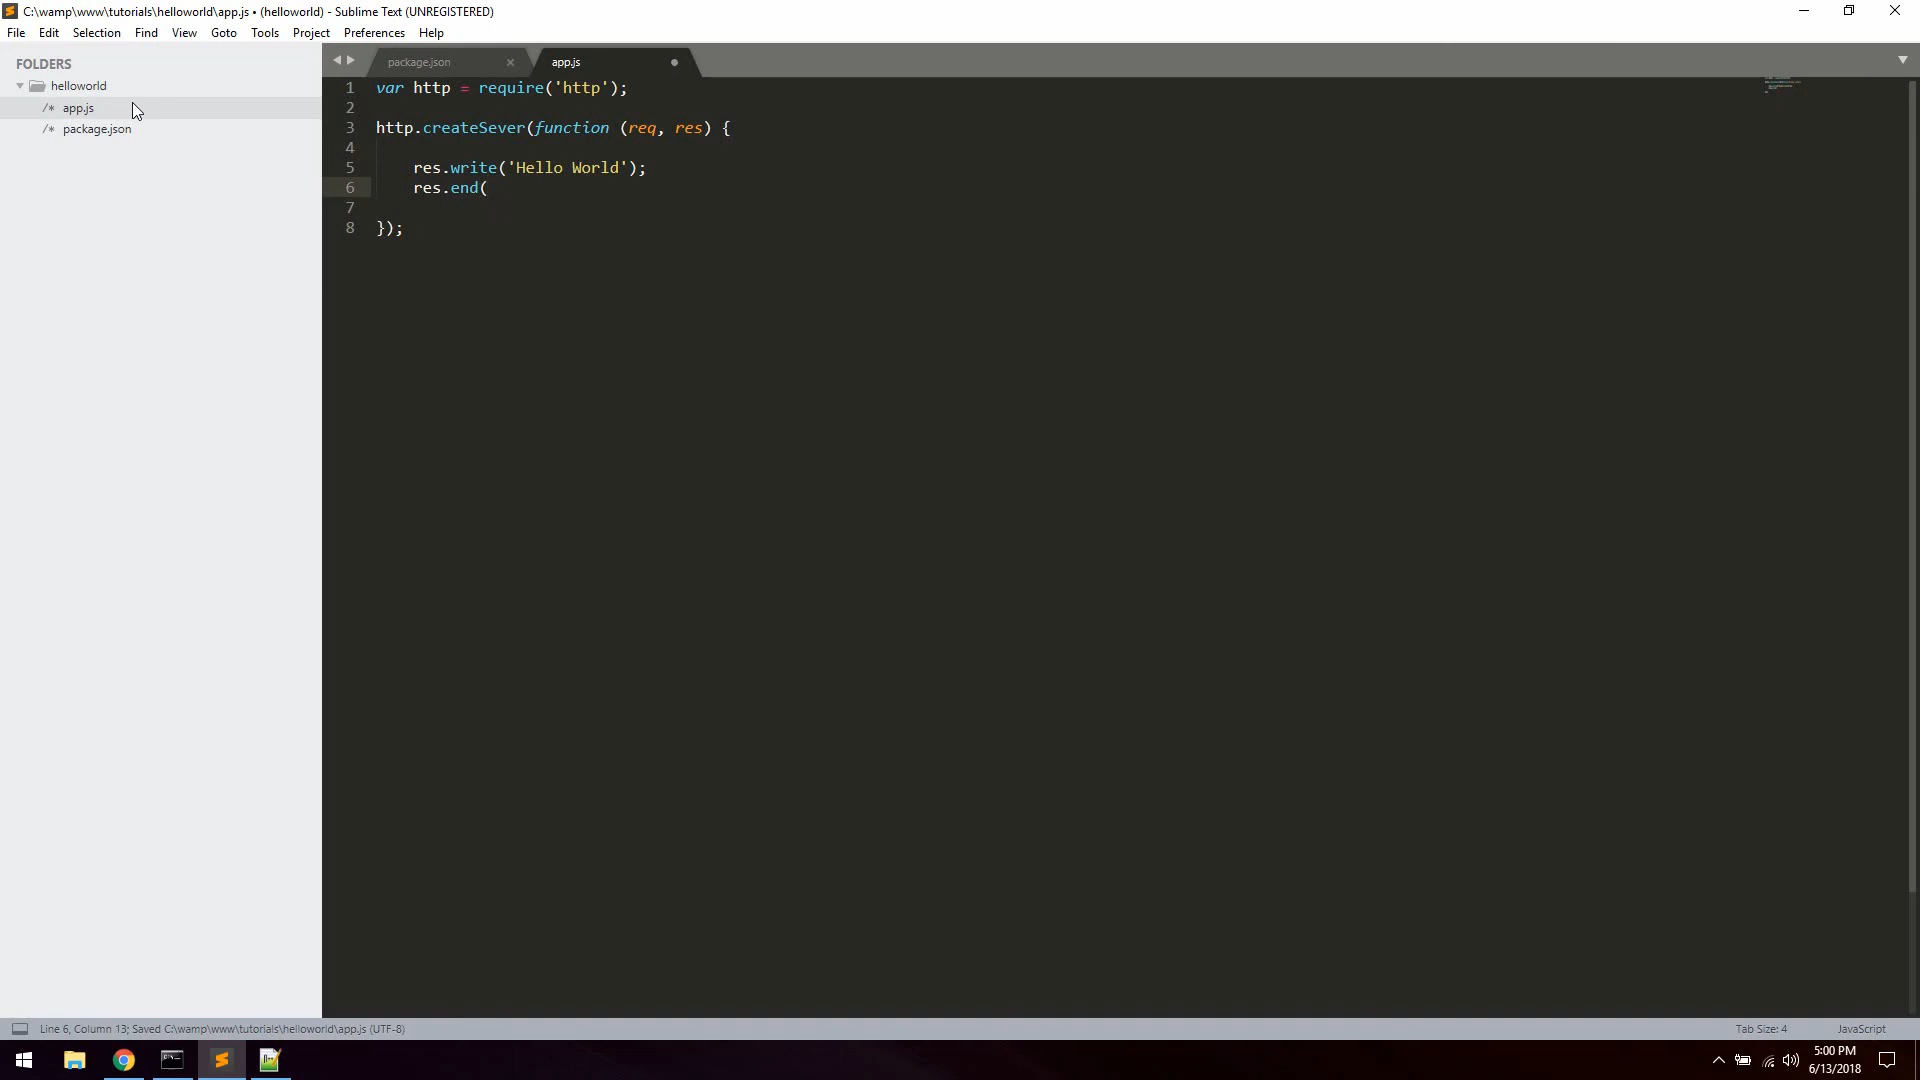 C:\wamp\www\tutorials\helloworld\app.js • (helloworld) - Sublime Text (UNREGISTERED)
File Edit Selection Find View Goto Tools Project Preferences Help
FOLDERS
helloworld
/* app.js
/* package.json
package.json
app.js
1 var http = require('http');
2
3 http.createSever(function (req, res) {
4
5 res.write('Hello World');
6 res.end(
7
8 });
Line 6, Column 13; Saved C:\wamp\www\tutorials\helloworld\app.js (UTF-8)
Tab Size: 4
JavaScript
5:00 PM
6/13/2018